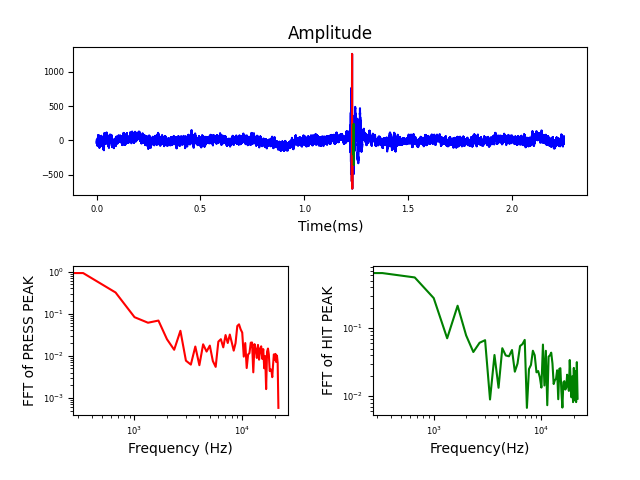 Amplitude
1000
500
0
−500
0.0 0.5 1.0 1.5 2.0
Time(ms)
FFT of PRESS PEAK
10⁰
10⁻¹
10⁻²
10⁻³
10³ 10⁴
Frequency (Hz)
FFT of HIT PEAK
10⁻¹
10⁻²
10³ 10⁴
Frequency(Hz)